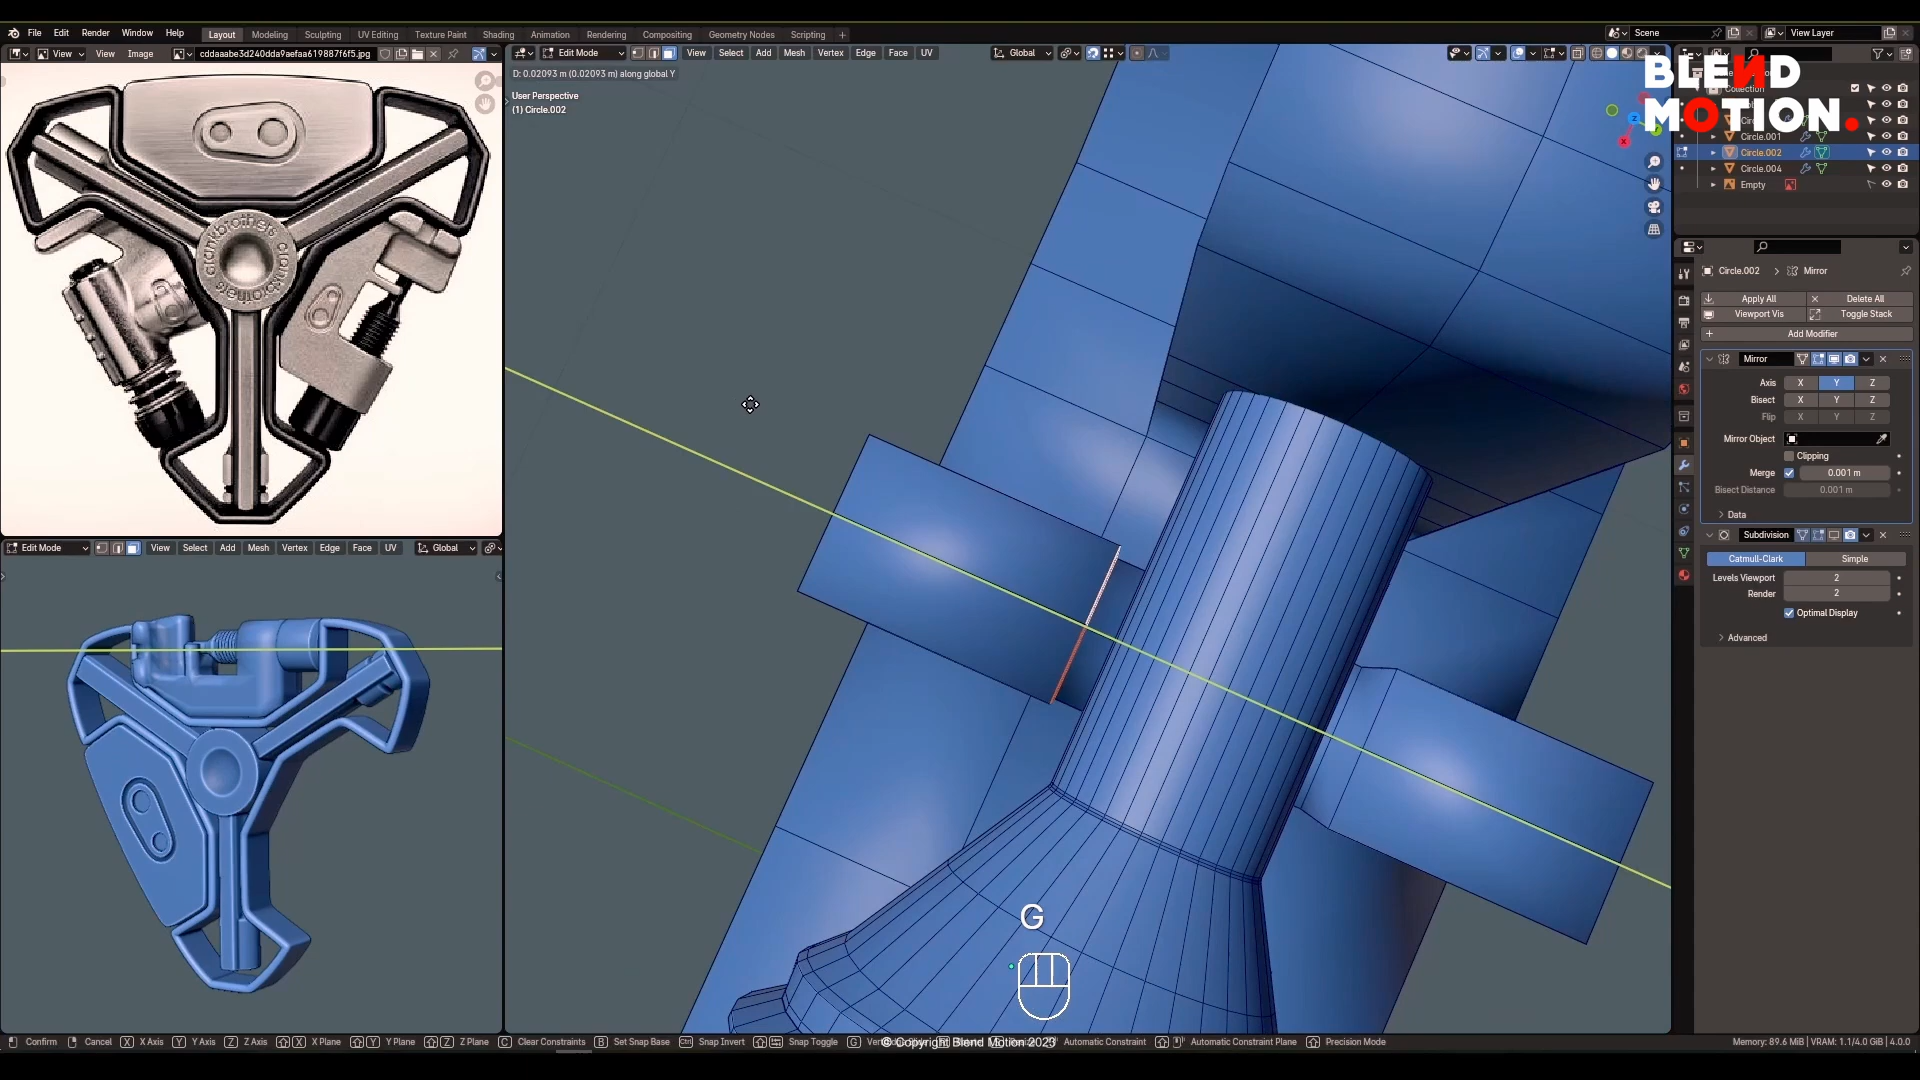 File Edit Render Window Help Layout Modeling Sculpting UV Editing Texture Paint Shading Animation Rendering Compositing Geometry Nodes Scripting + Scene View Layer
View View Image cddaaabe3d240dda9aefaa619887f6f5.jpg
Edit Mode View Select Add Mesh Vertex Edge Face UV Global
D: 0.02093 m (0.02093 m) along global Y
User Perspective
(1) Circle.002
BLEND
MOTION.
Collection
Circle.001
Circle.002
Circle.004
Empty
crankbrothers crankbrothers
Circle.002 > Mirror
Apply All Delete All
Viewport Vis Toggle Stack
Add Modifier
Mirror
Axis X Y Z
Bisect X Y Z
Flip X Y Z
Mirror Object
Clipping
Merge 0.001 m
Bisect Distance 0.001 m
Data
Subdivision
Catmull-Clark Simple
Levels Viewport 2
Render 2
Optimal Display
Advanced
Edit Mode View Select Add Mesh Vertex Edge Face UV Global
G
Confirm Cancel X X Axis Y Y Axis Z Z Axis X X Plane Y Y Plane Z Z Plane C Clear Constraints B Set Snap Base Ctrl Snap Invert Snap Toggle G
© Copyright Blend Motion 2023
Automatic Constraint Automatic Constraint Plane Precision Mode
Memory: 89.6 MiB | VRAM: 1.1/4.0 GiB | 4.0.0